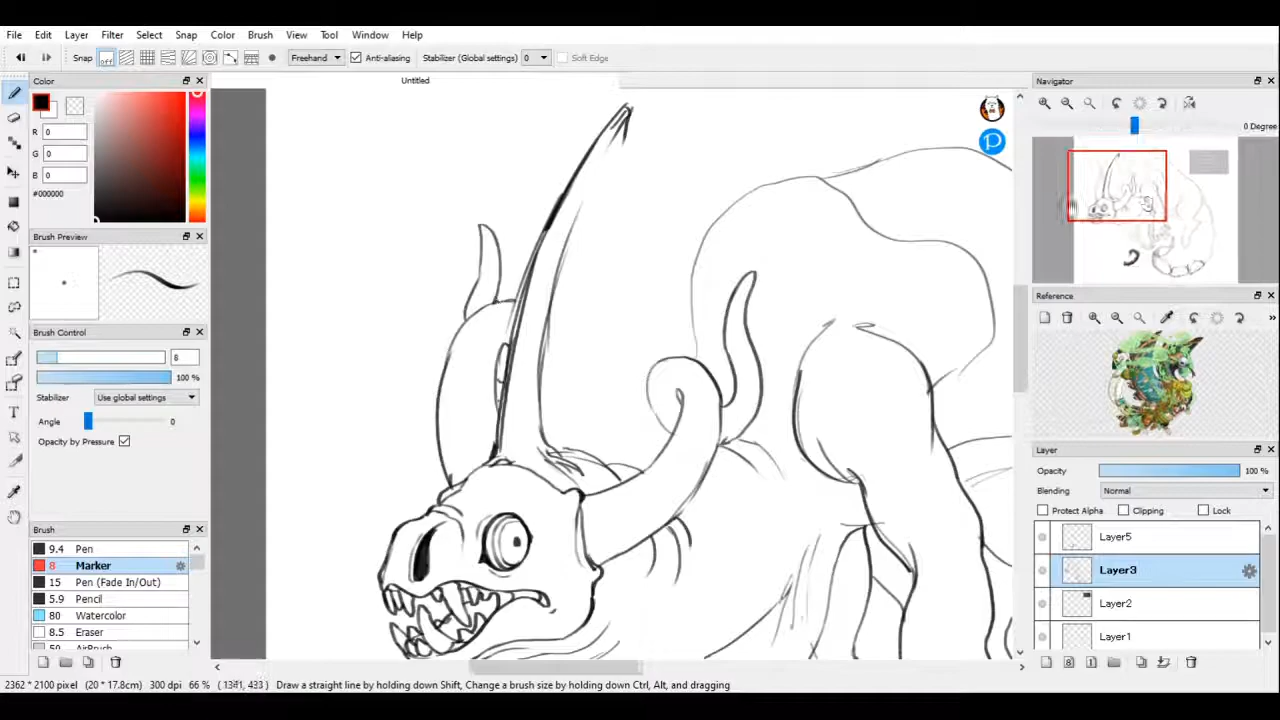 File Edit Layer Filter Select Snap Color Brush View Tool Window Help
Snap off Freehand Anti-aliasing Stabilizer (Global settings) 0 Soft Edge
Color
R 0
G 0
B 0
#000000
Brush Preview
Brush Control
8
100 %
Stabilizer Use global settings
Angle 0
Opacity by Pressure
Brush
9.4 Pen
8 Marker
15 Pen (Fade In/Out)
5.9 Pencil
80 Watercolor
8.5 Eraser
AirBrush
Untitled
Navigator
0 Degree
Reference
»
Layer
Opacity 100 %
Blending Normal
Protect Alpha Clipping Lock
Layer5
Layer3
Layer2
Layer1
2362 * 2100 pixel (20 * 17.8cm) 300 dpi 66 % Draw a straight line by holding down Shift, Change a brush size by holding down Ctrl, Alt, and dragging